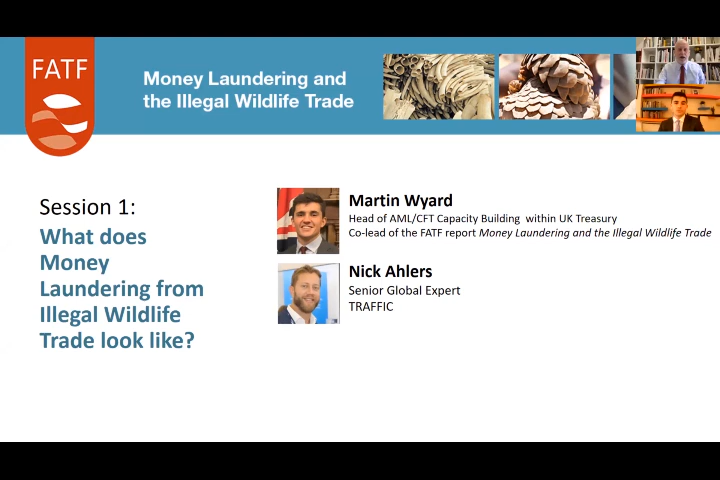 FATF
Money Laundering and
the Illegal Wildlife Trade
Session 1:
What does
Money
Laundering from
Illegal Wildlife
Trade look like?
Martin Wyard
Head of AML/CFT Capacity Building within UK Treasury
Co-lead of the FATF report Money Laundering and the Illegal Wildlife Trade
Nick Ahlers
Senior Global Expert
TRAFFIC